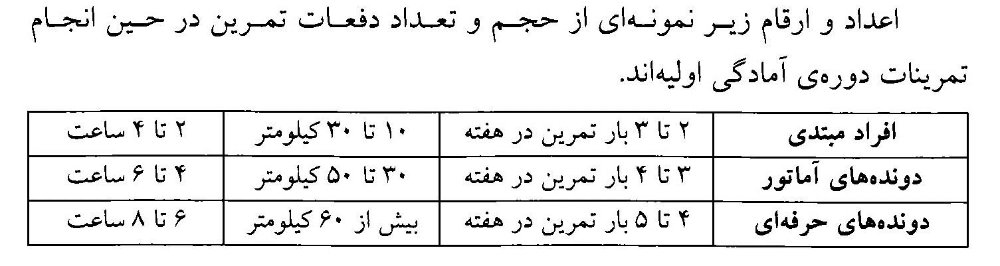 اعداد و ارقام زیر نمونه‌ای از حجم و تعداد دفعات تمرین در حین انجام
تمرینات دوره‌ی آمادگی اولیه‌اند.
افراد مبتدی ۲ تا ۳ بار تمرین در هفته ۱۰ تا ۳۰ کیلومتر ۲ تا ۴ ساعت
دونده‌های آماتور ۳ تا ۴ بار تمرین در هفته ۳۰ تا ۵۰ کیلومتر ۴ تا ۶ ساعت
دونده‌های حرفه‌ای ۴ تا ۵ بار تمرین در هفته بیش از ۶۰ کیلومتر ۶ تا ۸ ساعت